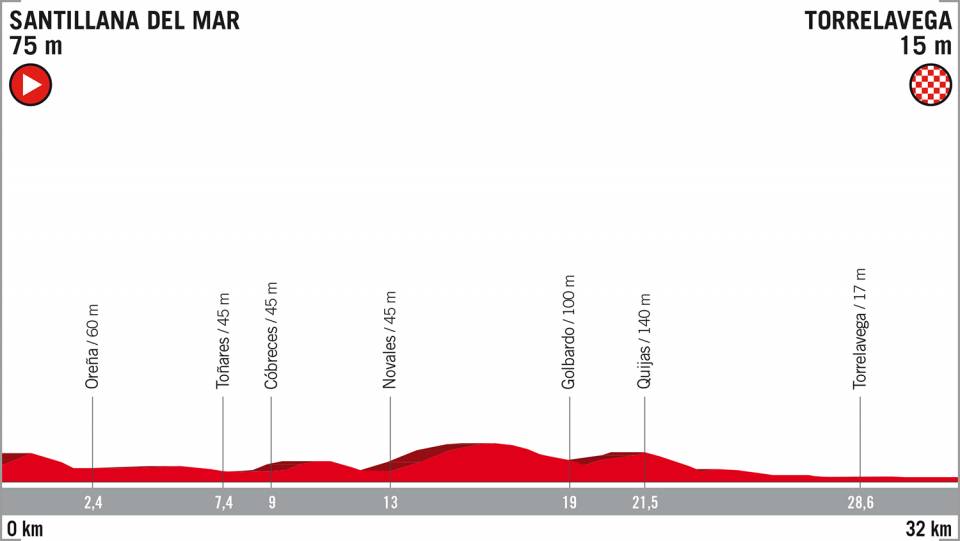 SANTILLANA DEL MAR
75 m
TORRELAVEGA
15 m
Oreña / 60 m
Toñares / 45 m
Cóbreces / 45 m
Novales / 45 m
Golbardo / 100 m
Quijas / 140 m
Torrelavega / 17 m
2,4
7,4
9
13
19
21,5
28,6
0 km
32 km